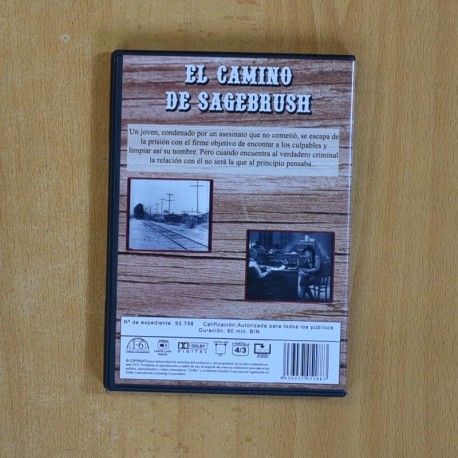 EL CAMINO
DE SAGEBRUSH
Un joven, condenado por un asesinato que no cometió, se escapa de
la prisión con el firme objetivo de encontar a los culpables y
limpiar así su nombre. Pero cuando encuentra al verdadero criminal
la relación con él no será la que al principio pensaba...
Nº de expediente: 93.758 Calificación:Autorizada para todos los públicos
Duración: 60 min. B/N
DOLBY
DIGITAL
4/3